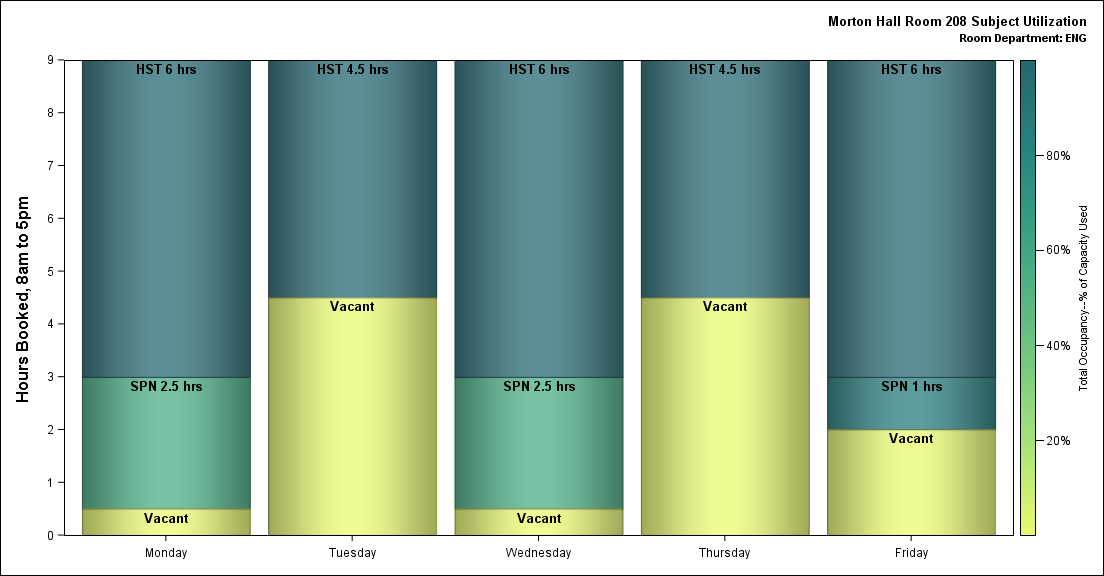 Morton Hall Room 208 Subject Utilization
Room Department: ENG
Hours Booked, 8am to 5pm
9
8
7
6
5
4
3
2
1
0
HST 6 hrs
SPN 2.5 hrs
Vacant
HST 4.5 hrs
Vacant
HST 6 hrs
SPN 2.5 hrs
Vacant
HST 4.5 hrs
Vacant
HST 6 hrs
SPN 1 hrs
Vacant
Monday
Tuesday
Wednesday
Thursday
Friday
80%
60%
40%
20%
Total Occupancy--% of Capacity Used